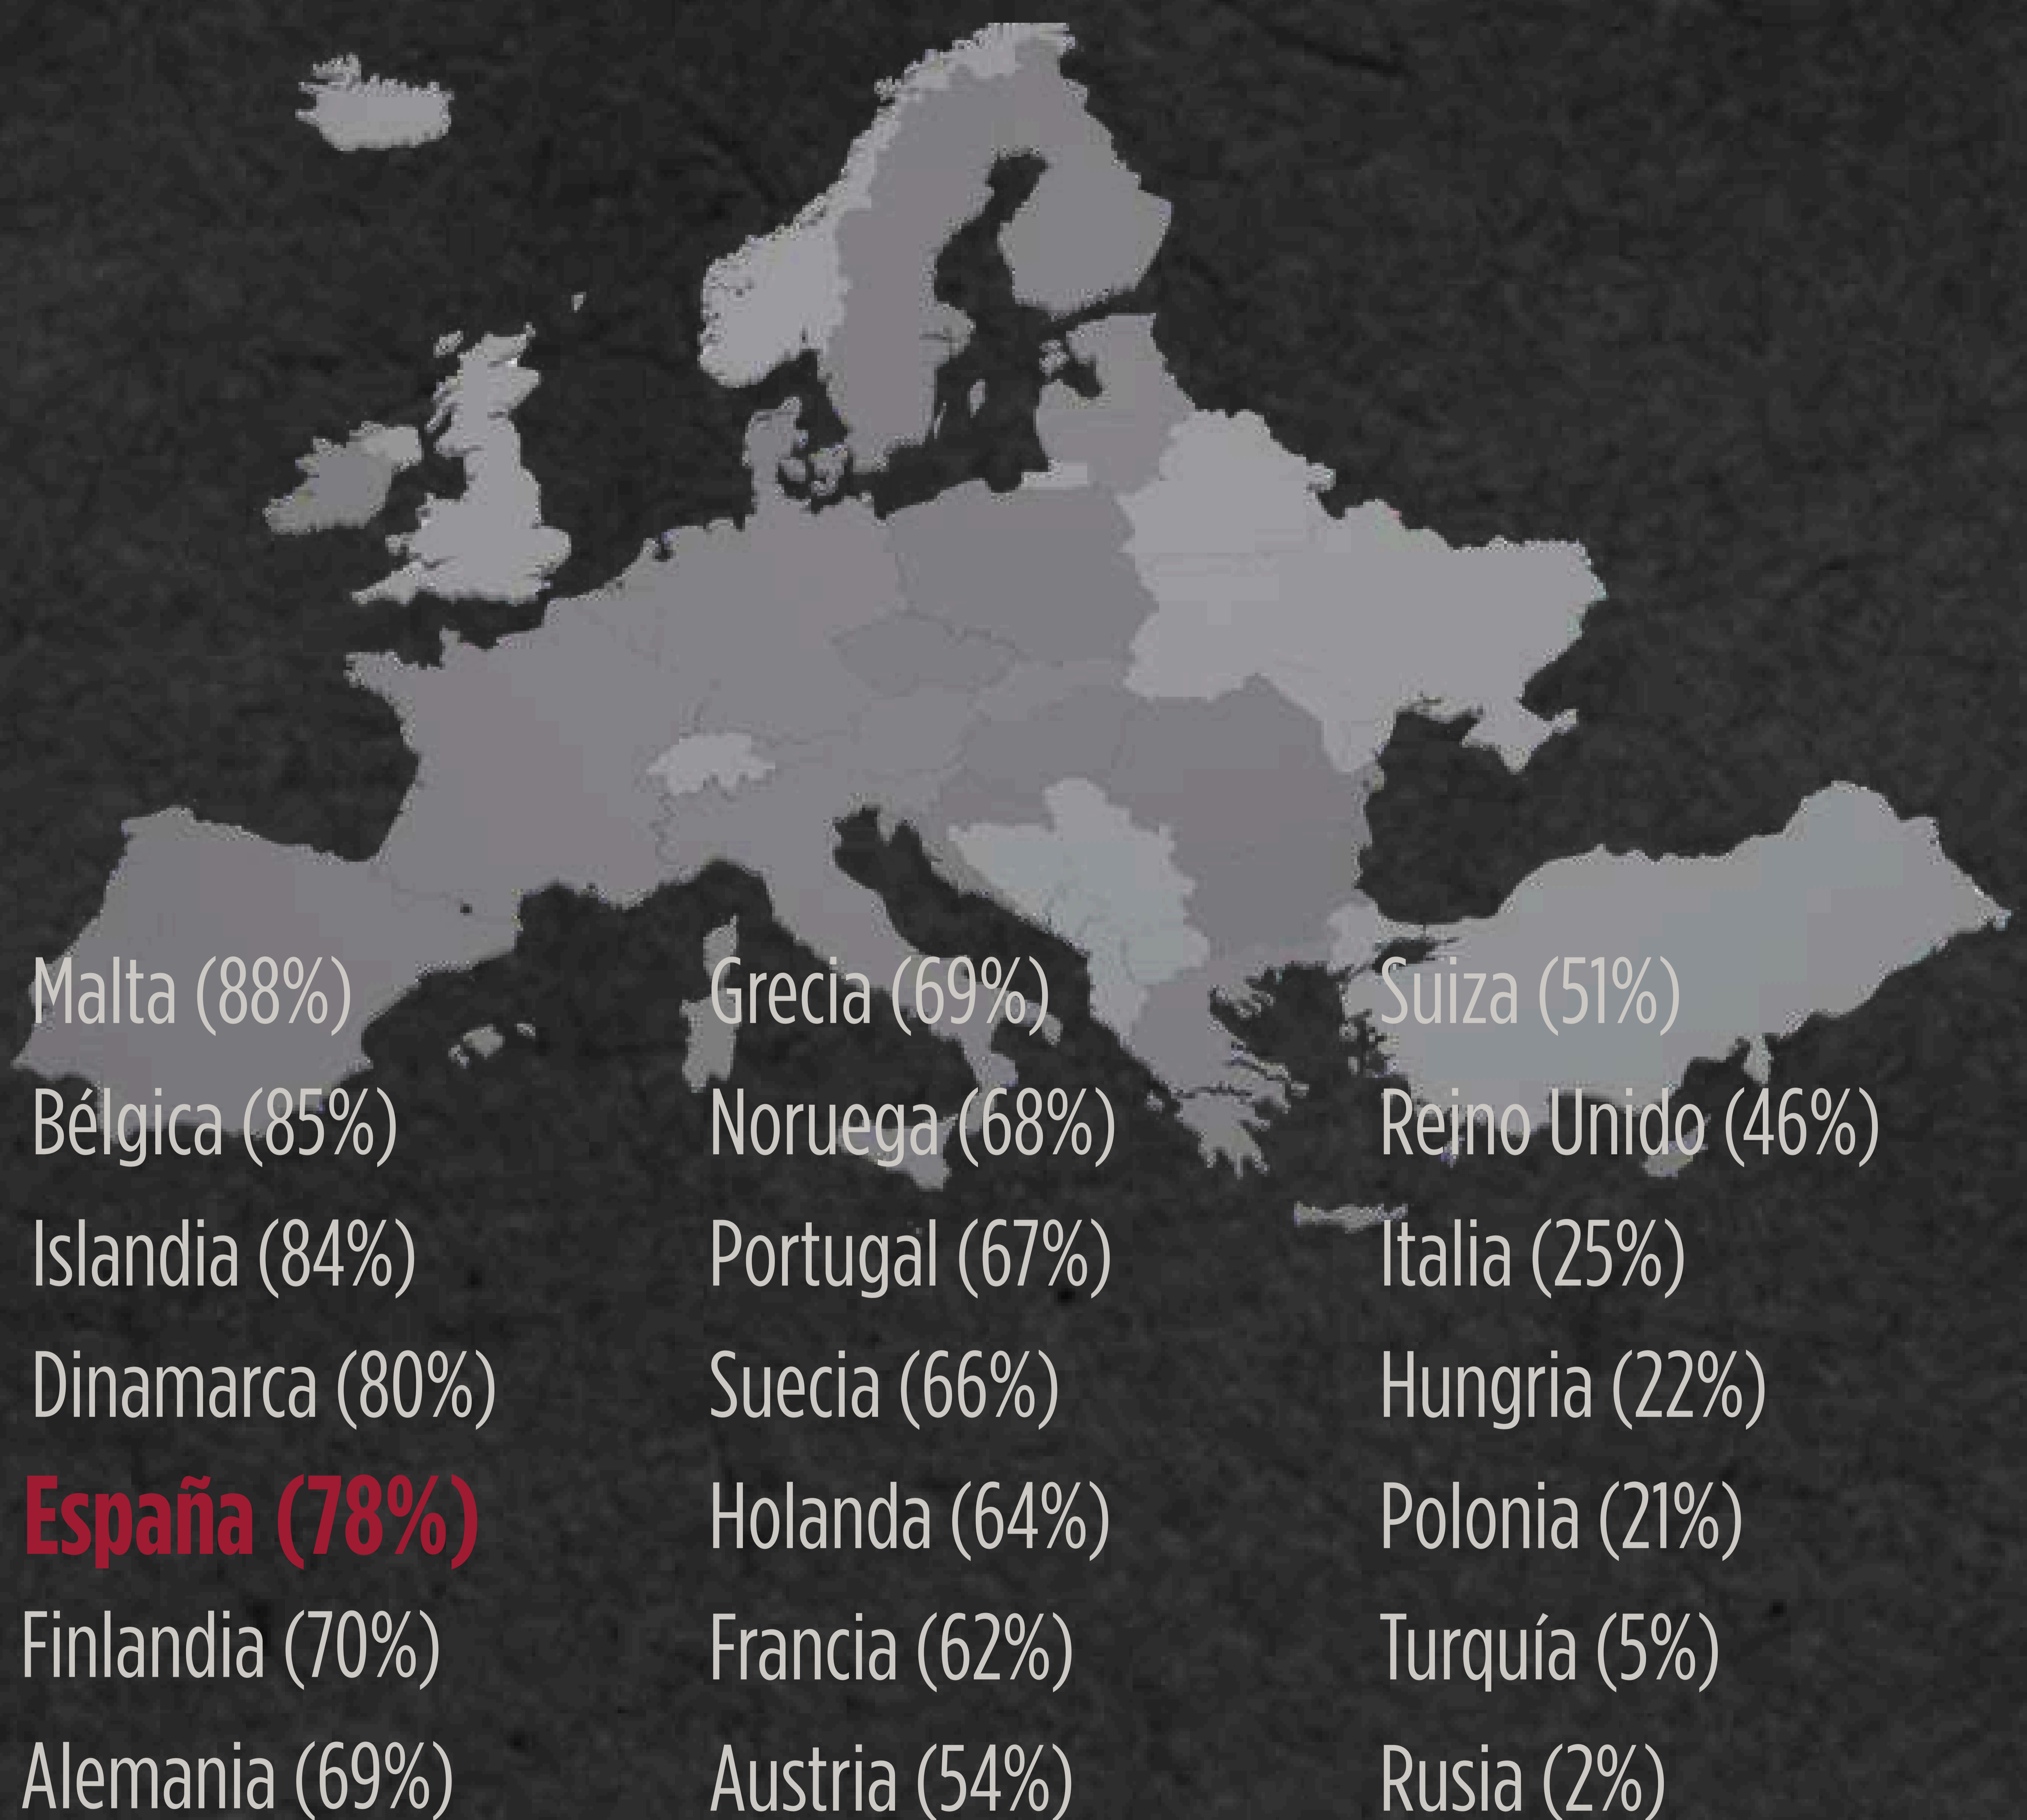 Malta (88%)
Bélgica (85%)
Islandia (84%)
Dinamarca (80%)
España (78%)
Finlandia (70%)
Alemania (69%)
Grecia (69%)
Noruega (68%)
Portugal (67%)
Suecia (66%)
Holanda (64%)
Francia (62%)
Austria (54%)
Suiza (51%)
Reino Unido (46%)
Italia (25%)
Hungria (22%)
Polonia (21%)
Turquía (5%)
Rusia (2%)